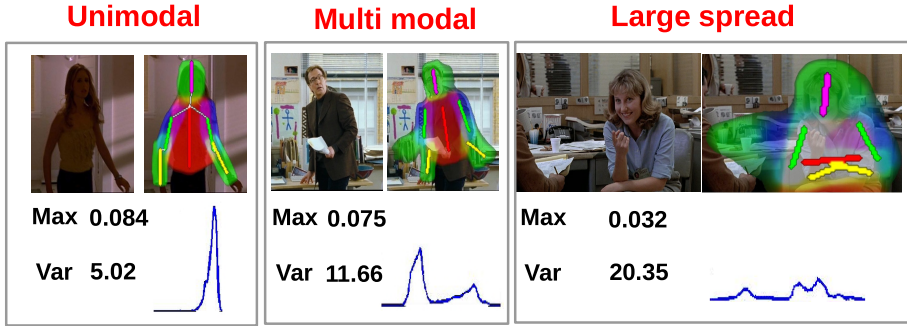 Unimodal
Multi modal
Large spread
Max 0.084
Var 5.02
Max 0.075
Var 11.66
Max 0.032
Var 20.35